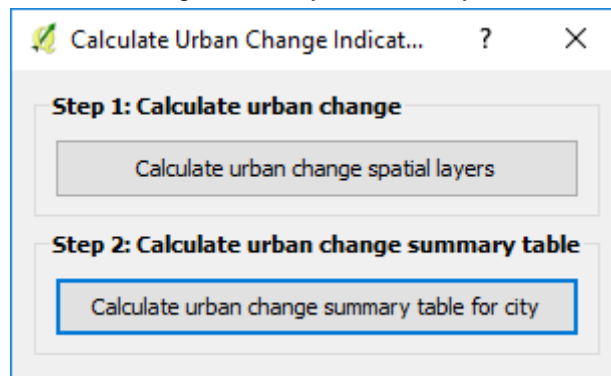 Calculate Urban Change Indicat... ? ×
Step 1: Calculate urban change
Calculate urban change spatial layers
Step 2: Calculate urban change summary table
Calculate urban change summary table for city